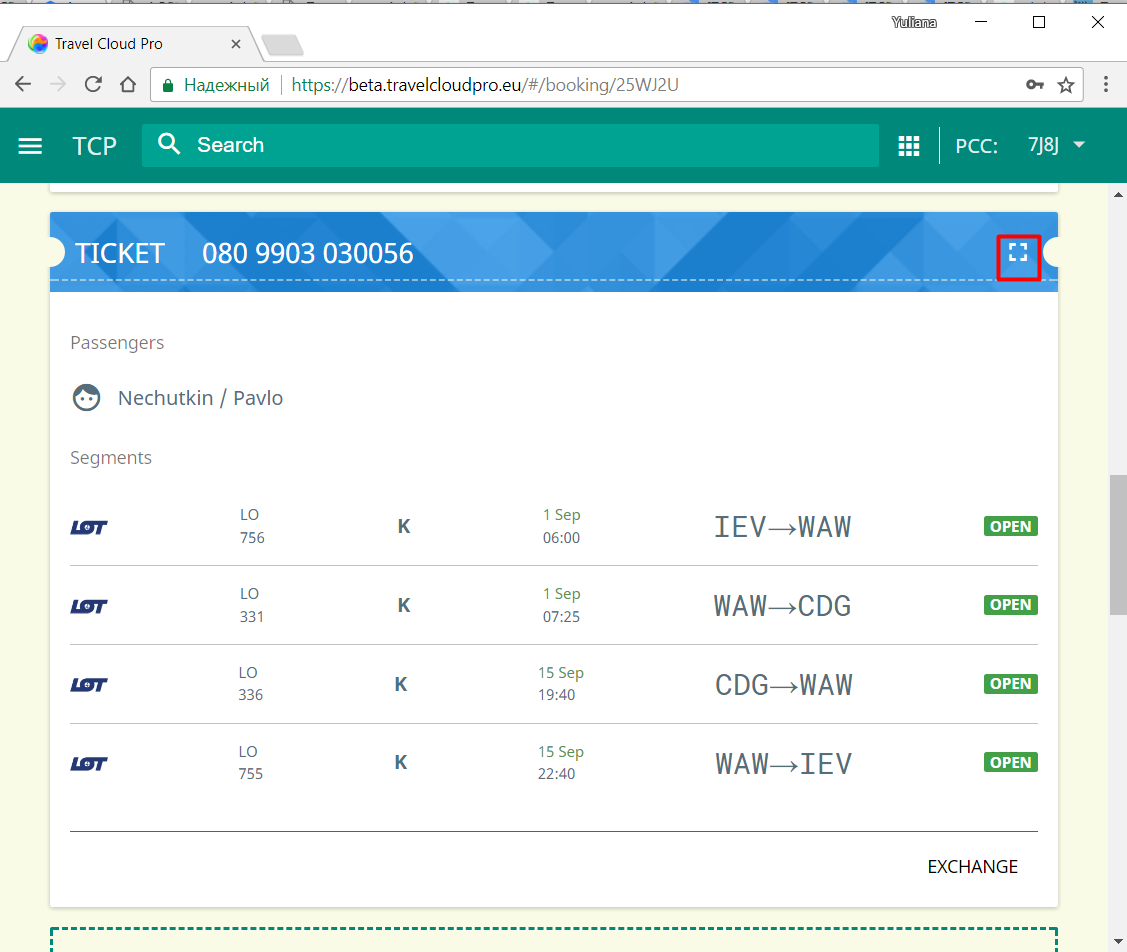 Yuliana
Travel Cloud Pro
Надежный https://beta.travelcloudpro.eu/#/booking/25WJ2U
TCP Search PCC: 7J8J
TICKET 080 9903 030056
Passengers
Nechutkin / Pavlo
Segments
LOT LO 756 K 1 Sep 06:00 IEV→WAW OPEN
LOT LO 331 K 1 Sep 07:25 WAW→CDG OPEN
LOT LO 336 K 15 Sep 19:40 CDG→WAW OPEN
LOT LO 755 K 15 Sep 22:40 WAW→IEV OPEN
EXCHANGE